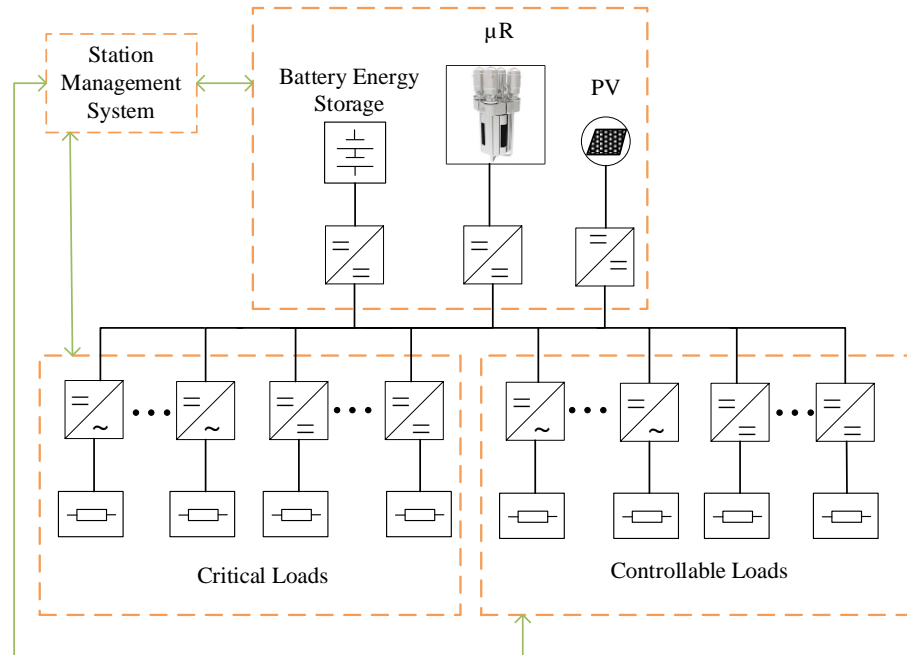 Station
Management
System
Battery Energy
Storage
µR
PV
Critical Loads
Controllable Loads